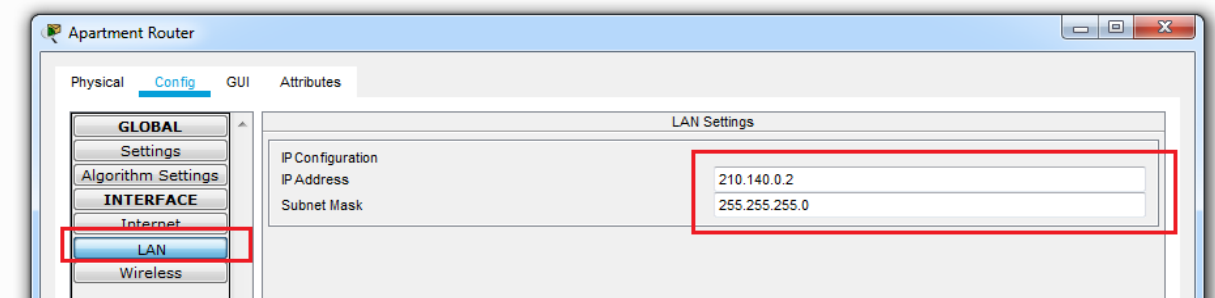 Apartment Router
Physical Config GUI Attributes
GLOBAL
Settings
Algorithm Settings
INTERFACE
Internet
LAN
Wireless
LAN Settings
IP Configuration
IP Address 210.140.0.2
Subnet Mask 255.255.255.0